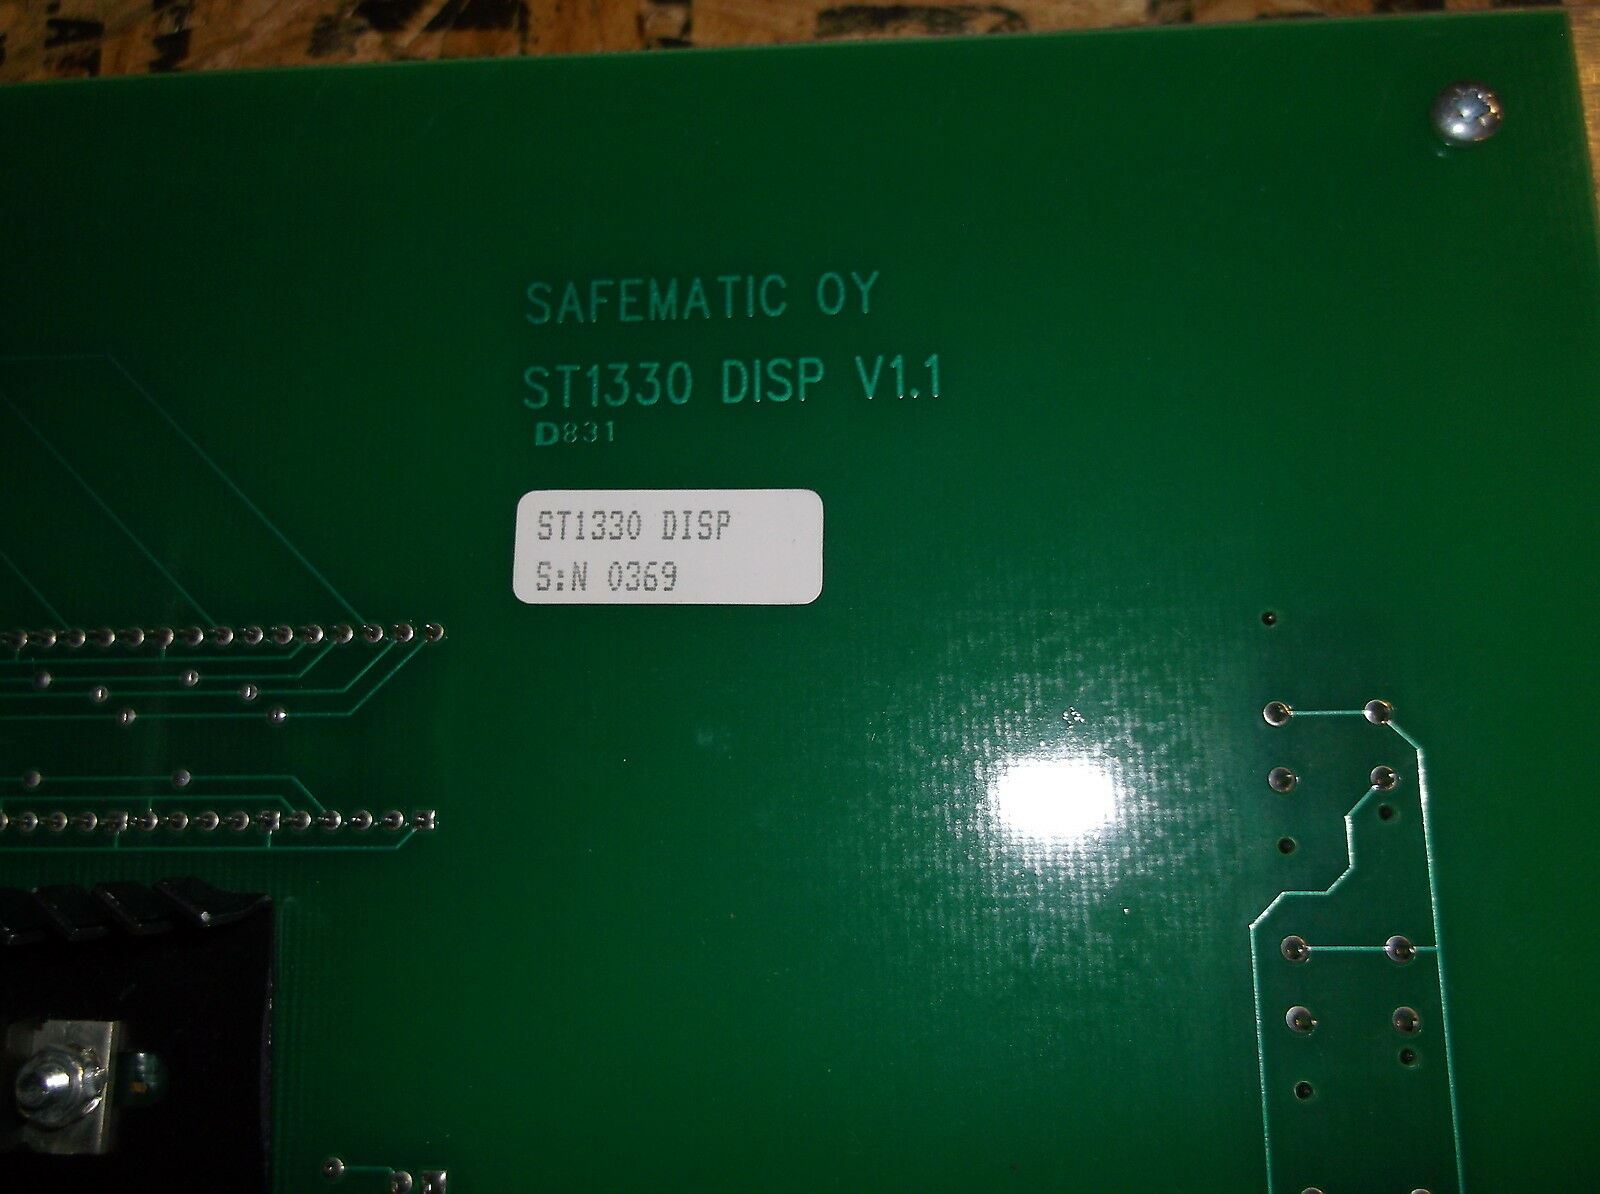 SAFEMATIC OY
ST1330 DISP V1.1
D831
ST1330 DISP
S:N 0369